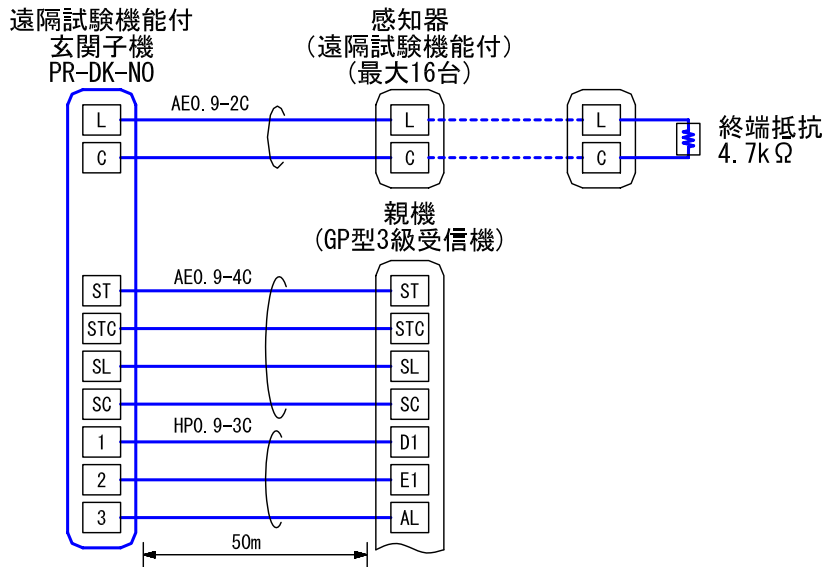 遠隔試験機能付
玄関子機
PR-DK-NO
感知器
(遠隔試験機能付)
(最大16台)
AE0.9-2C
L
L
L
C
C
C
終端抵抗
4.7kΩ
親機
(GP型3級受信機)
AE0.9-4C
ST
ST
STC
STC
SL
SL
SC
SC
HP0.9-3C
1
D1
2
E1
3
AL
50m